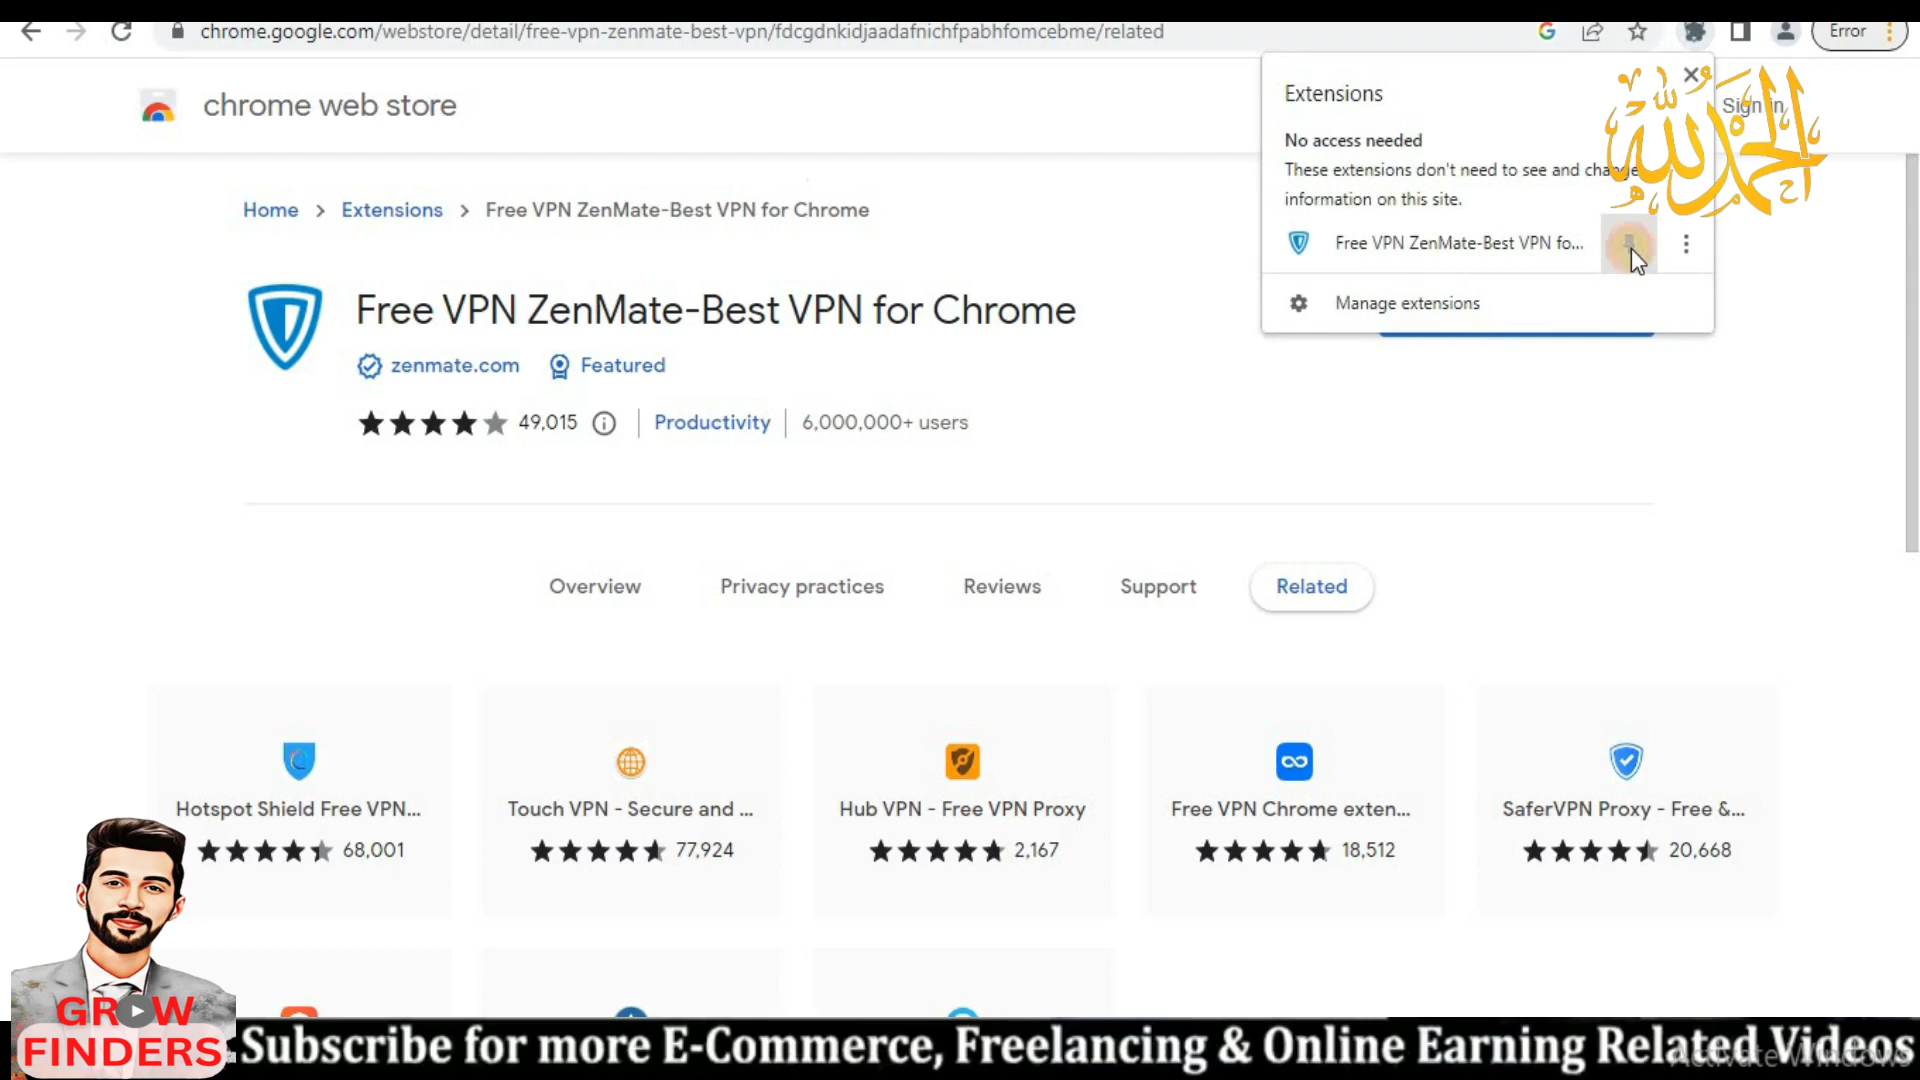 chrome.google.com/webstore/detail/free-vpn-zenmate-best-vpn/fdcgdnkidjaadafnichfpabhfomcebme/related
Error
chrome web store
Sign in
Extensions
No access needed
These extensions don't need to see and change
information on this site.
Free VPN ZenMate-Best VPN fo...
Manage extensions
الحمد لله
Home > Extensions > Free VPN ZenMate-Best VPN for Chrome
Free VPN ZenMate-Best VPN for Chrome
zenmate.com Featured
49,015 Productivity 6,000,000+ users
Overview Privacy practices Reviews Support Related
Hotspot Shield Free VPN... Touch VPN - Secure and ... Hub VPN - Free VPN Proxy Free VPN Chrome exten... SaferVPN Proxy - Free &...
68,001 77,924 2,167 18,512 20,668
GROW
FINDERS
Subscribe for more E-Commerce, Freelancing & Online Earning Related Videos
Activate Windows